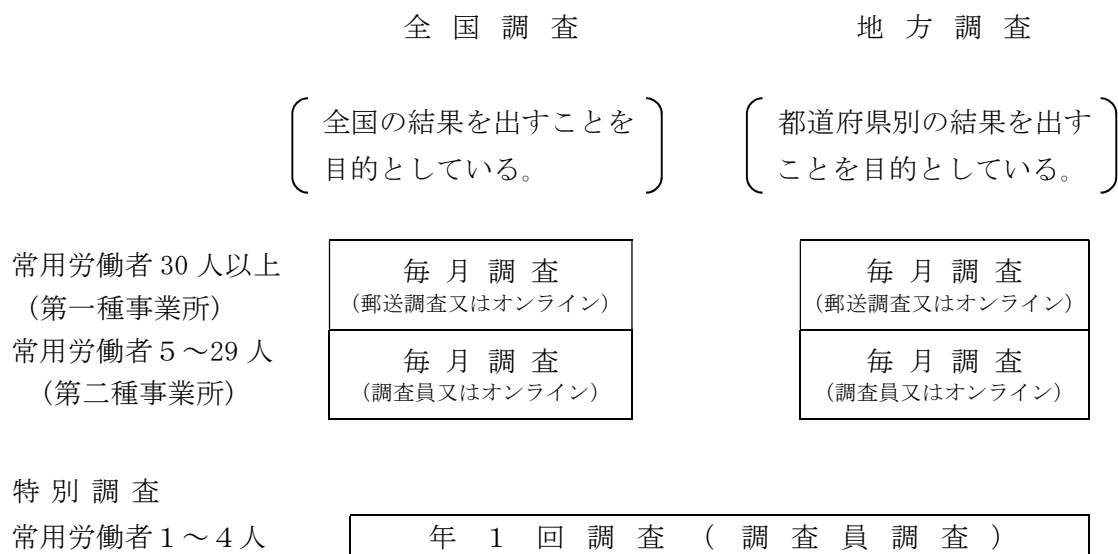 全国調査 地方調査
全国の結果を出すことを 都道府県別の結果を出す
目的としている。 ことを目的としている。
常用労働者 30 人以上 毎月調査 毎月調査
(第一種事業所) (郵送調査又はオンライン) (郵送調査又はオンライン)
常用労働者5~29 人 毎月調査 毎月調査
(第二種事業所) (調査員又はオンライン) (調査員又はオンライン)
特別調査
常用労働者1~4人 年1回調査(調査員調査)